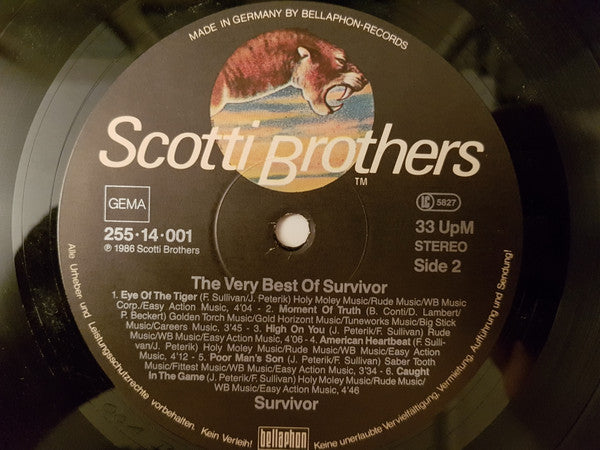 MADE IN GERMANY BY BELLAPHON-RECORDS
Scotti Brothers
TM
GEMA
LC 5827
255·14·001
33 UpM
℗ 1986 Scotti Brothers
STEREO
Side 2
The Very Best Of Survivor
1. Eye Of The Tiger (F. Sullivan/J. Peterik) Holy Moley Music/Rude Music/WB Music
Corp./Easy Action Music, 4'04 - 2. Moment Of Truth (B. Conti/D. Lambert/
P. Beckert) Golden Torch Music/Gold Horizont Music/Tuneworks Music/Big Stick
Music/Careers Music, 3'45 - 3. High On You (J. Peterik/F. Sullivan) Rude
Music/WB Music/Easy Action Music, 4'06 - 4. American Heartbeat (F. Sulli-
van/J. Peterik) Holy Moley Music/Rude Music/WB Music/Easy Action
Music, 4'12 - 5. Poor Man's Son (J. Peterik/F. Sullivan) Saber Tooth
Music/Fittest Music/WB Music/Easy Action Music, 3'34 - 6. Caught
In The Game (J. Peterik/F. Sullivan) Holy Moley Music/Rude Music/
WB Music/Easy Action Music, 4'46
Survivor
bellaphon
Alle Urheber- und Leistungsschutzrechte vorbehalten. Kein Verleih! Keine unerlaubte Vervielfältigung, Vermietung, Aufführung und Sendung!